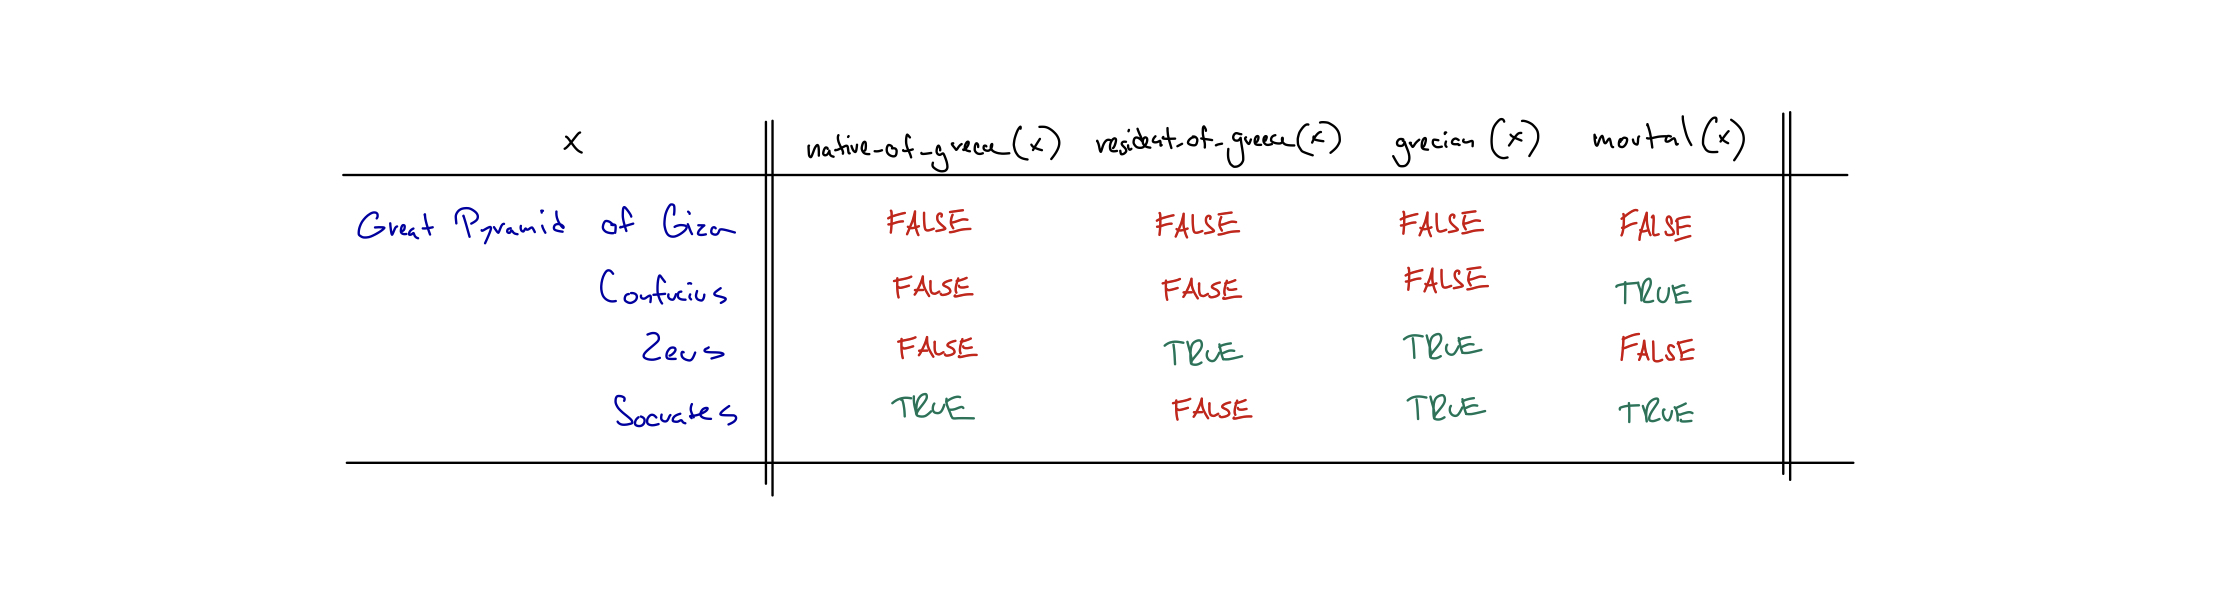 x native-of-greece(x) resident-of-greece(x) grecian (x) mortal (x)
Great Pyramid of Giza FALSE FALSE FALSE FALSE
Confucius FALSE FALSE FALSE TRUE
Zeus FALSE TRUE TRUE FALSE
Socrates TRUE FALSE TRUE TRUE